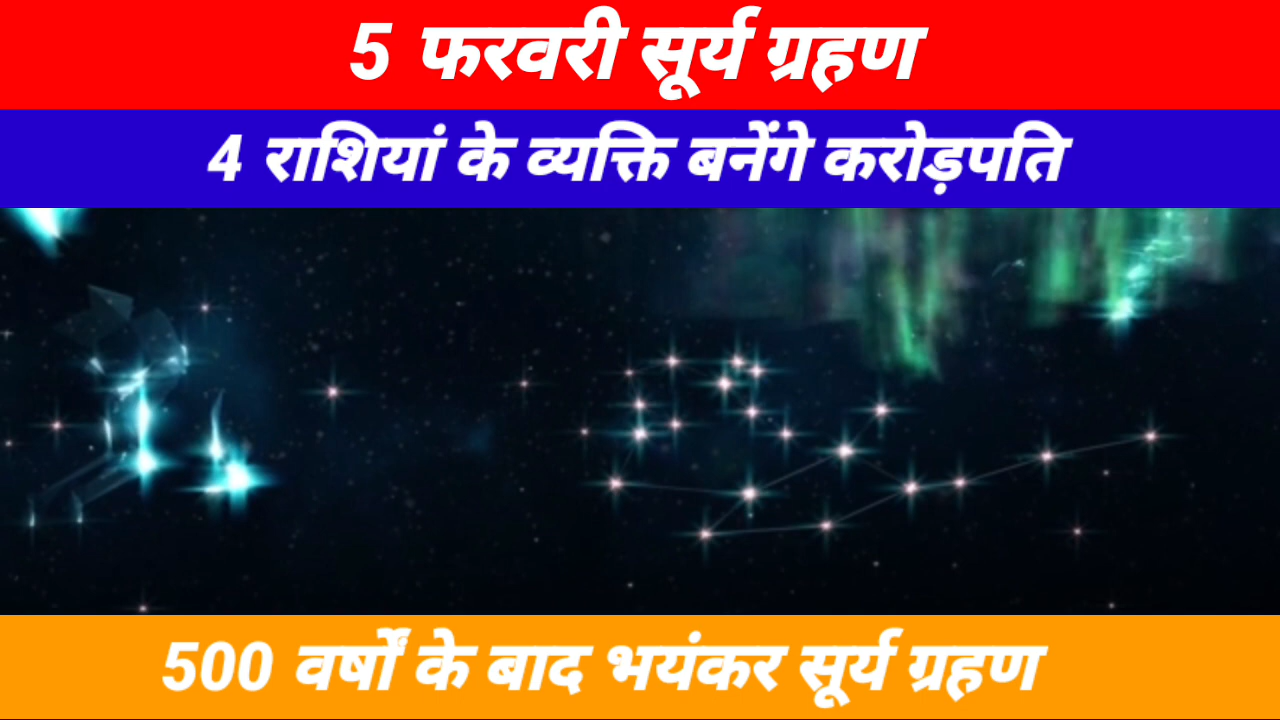 5 फरवरी सूर्य ग्रहण
4 राशियां के व्यक्ति बनेंगे करोड़पति
500 वर्षों के बाद भयंकर सूर्य ग्रहण